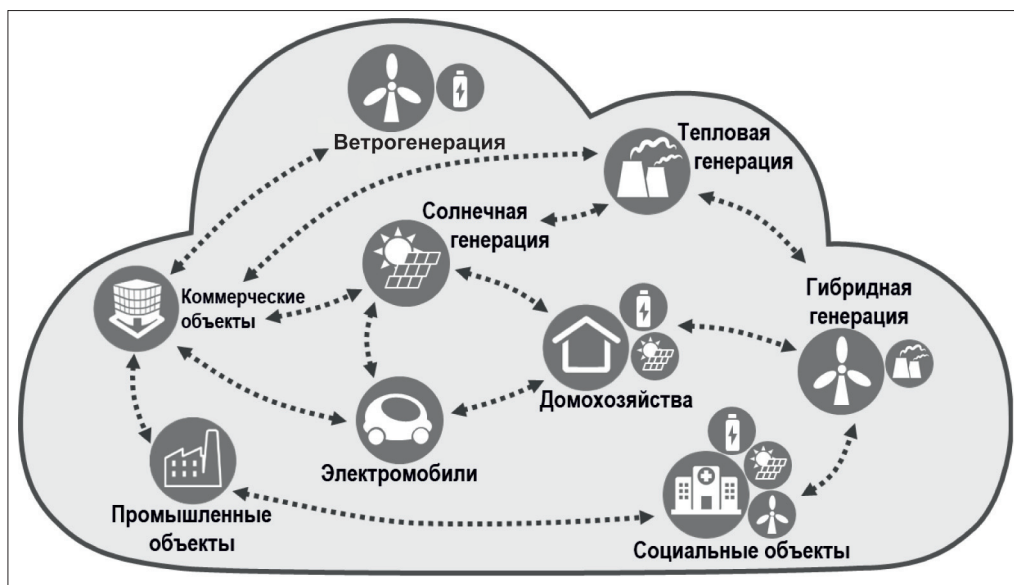 Ветрогенерация
Тепловая
генерация
Солнечная
генерация
Коммерческие
объекты
Гибридная
генерация
Домохозяйства
Электромобили
Промышленные
объекты
Социальные объекты